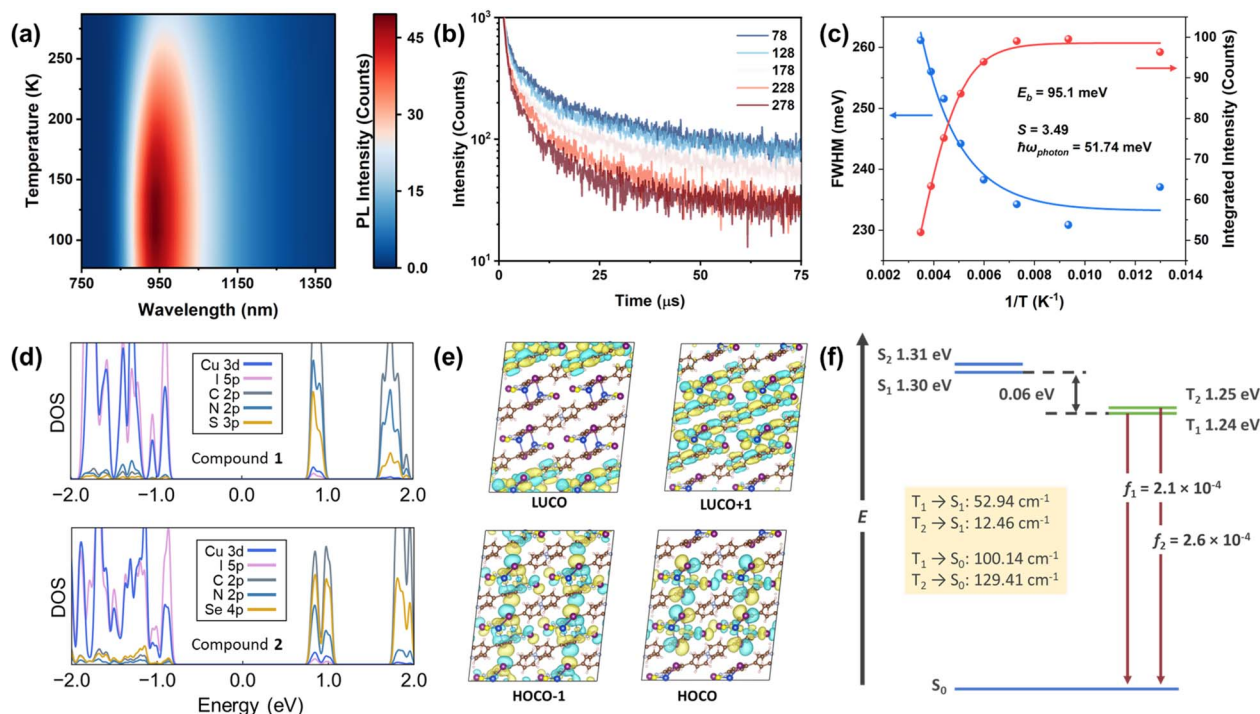 (a)
Temperature (K)
250
200
150
100
750
950
1150
1350
Wavelength (nm)
45
30
15
0.0
PL Intensity (Counts)
(b)
Intensity (Counts)
10³
10²
10¹
0
25
50
75
Time (μs)
78
128
178
228
278
(c)
FWHM (meV)
260
250
240
230
0.002 0.004 0.006 0.008 0.010 0.012 0.014
1/T (K⁻¹)
E_b = 95.1 meV
S = 3.49
ℏω_photon = 51.74 meV
100
90
80
70
60
50
Integrated Intensity (Counts)
(d)
DOS
Cu 3d
I 5p
C 2p
N 2p
S 3p
Compound 1
−2.0 −1.0 0.0 1.0 2.0
DOS
Cu 3d
I 5p
C 2p
N 2p
Se 4p
Compound 2
−2.0 −1.0 0.0 1.0 2.0
Energy (eV)
(e)
LUCO
LUCO+1
HOCO-1
HOCO
(f)
E
S₂ 1.31 eV
S₁ 1.30 eV
0.06 eV
T₂ 1.25 eV
T₁ 1.24 eV
f₁ = 2.1 × 10⁻⁴
f₂ = 2.6 × 10⁻⁴
T₁ → S₁: 52.94 cm⁻¹
T₂ → S₁: 12.46 cm⁻¹
T₁ → S₀: 100.14 cm⁻¹
T₂ → S₀: 129.41 cm⁻¹
S₀